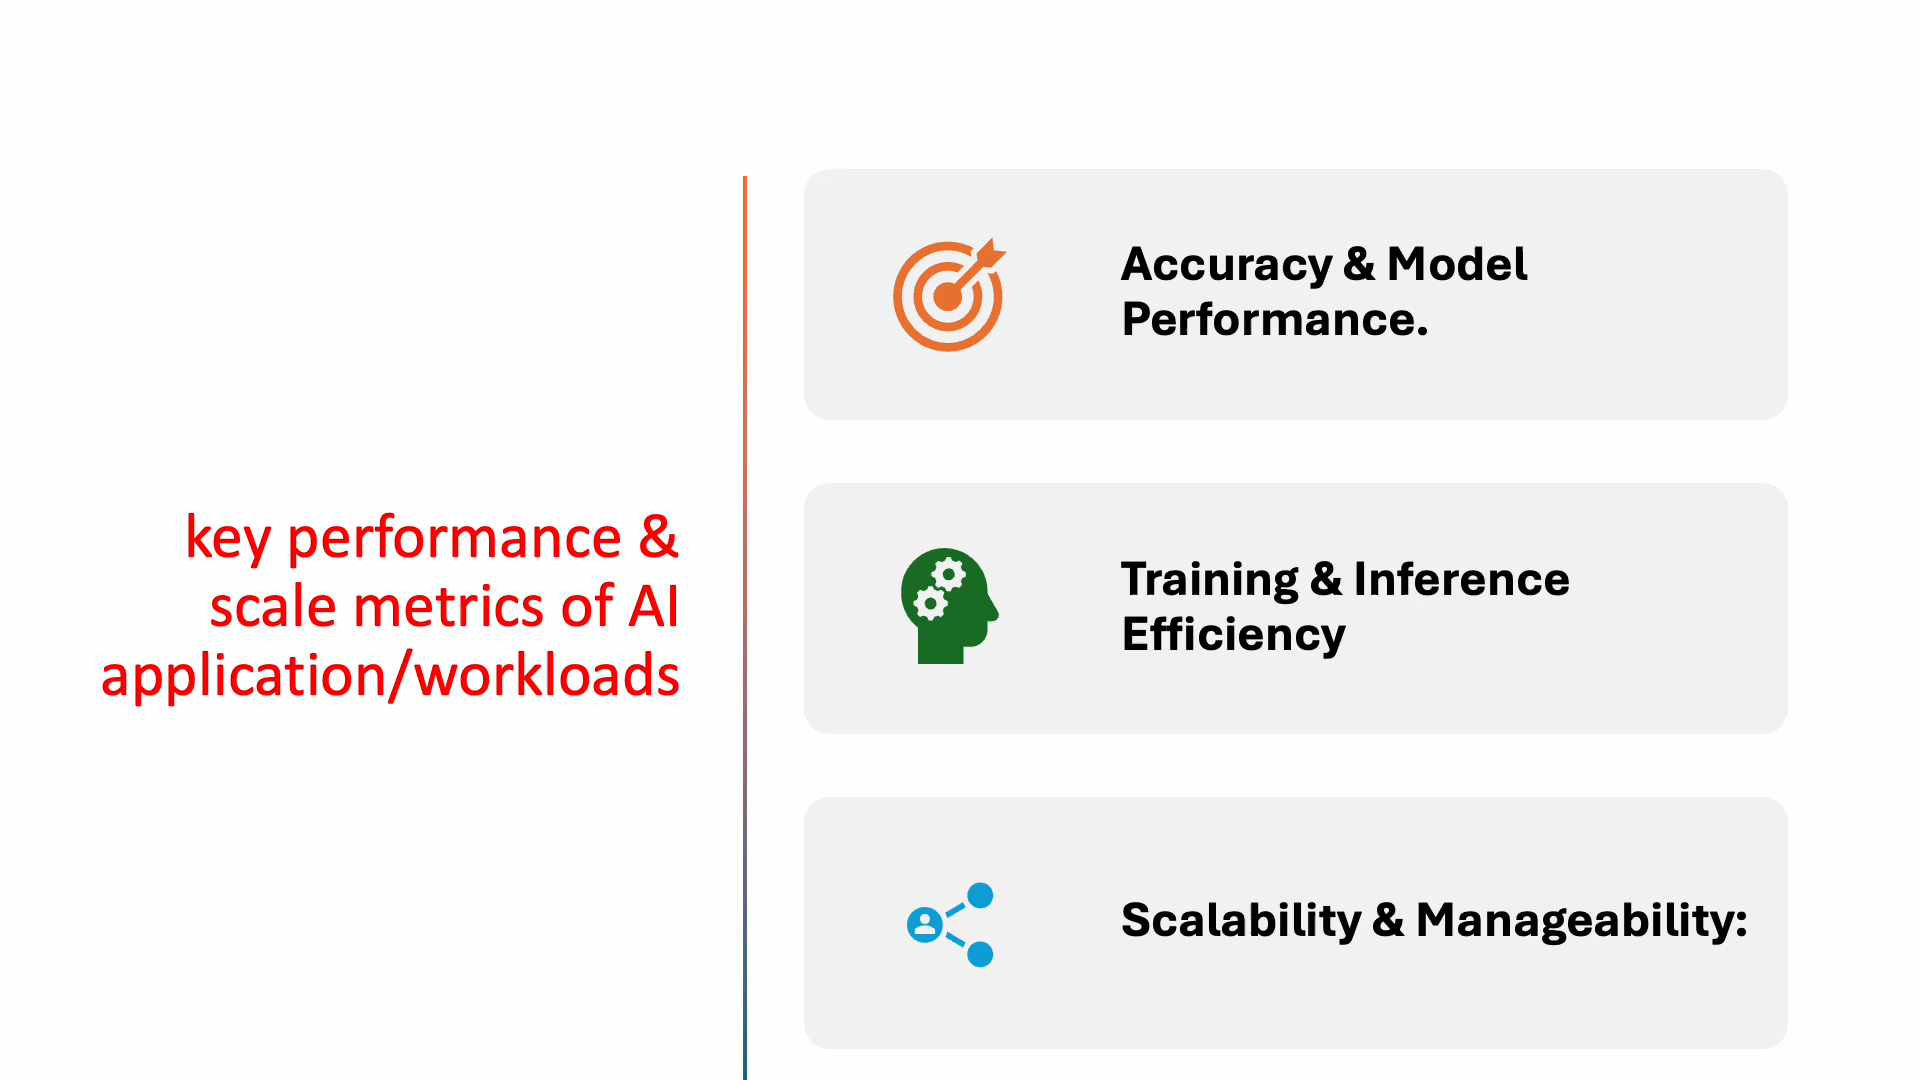 key performance &
scale metrics of AI
application/workloads
Accuracy & Model
Performance.
Training & Inference
Efficiency
Scalability & Manageability: